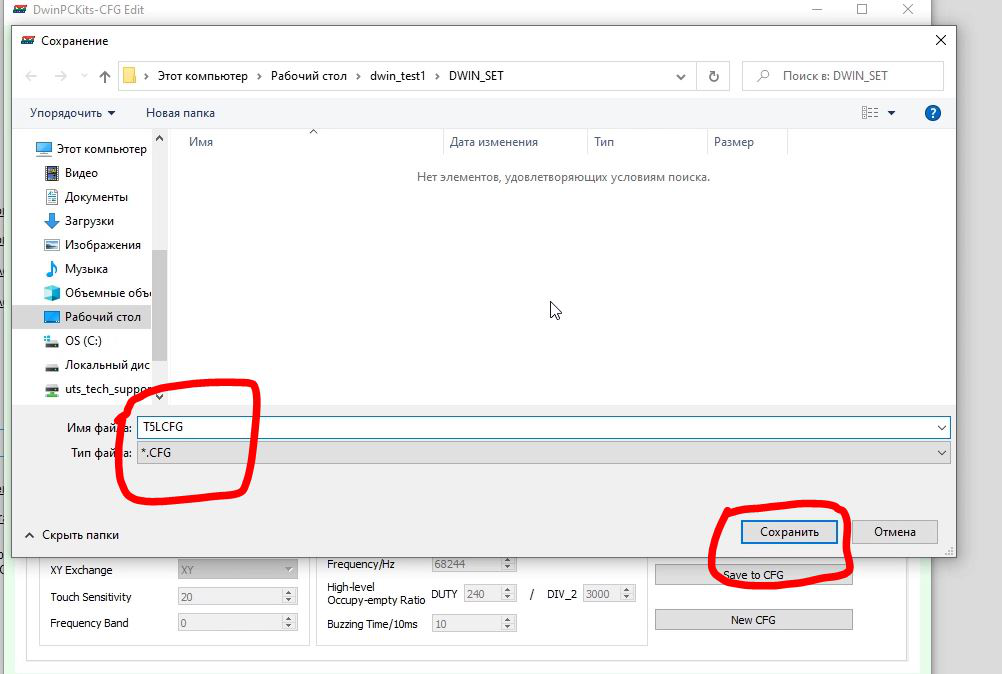 DwinPCKits-CFG Edit
Сохранение
Этот компьютер › Рабочий стол › dwin_test1 › DWIN_SET
Поиск в: DWIN_SET
Упорядочить
Новая папка
Имя
Дата изменения
Тип
Размер
Нет элементов, удовлетворяющих условиям поиска.
Этот компьютер
Видео
Документы
Загрузки
Изображения
Музыка
Объемные объ
Рабочий стол
OS (C:)
Локальный дис
uts_tech_suppor
Имя файла: T5LCFG
Тип файла: *.CFG
Скрыть папки
Сохранить
Отмена
XY Exchange XY
Touch Sensitivity 20
Frequency Band 0
Frequency/Hz 68244
High-level
Occupy-empty Ratio DUTY 240 / DIV_2 3000
Buzzing Time/10ms 10
Save to CFG
New CFG